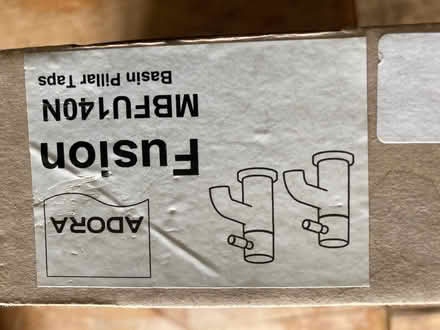 ADORA
Fusion
MBFU140N
Basin Pillar Taps